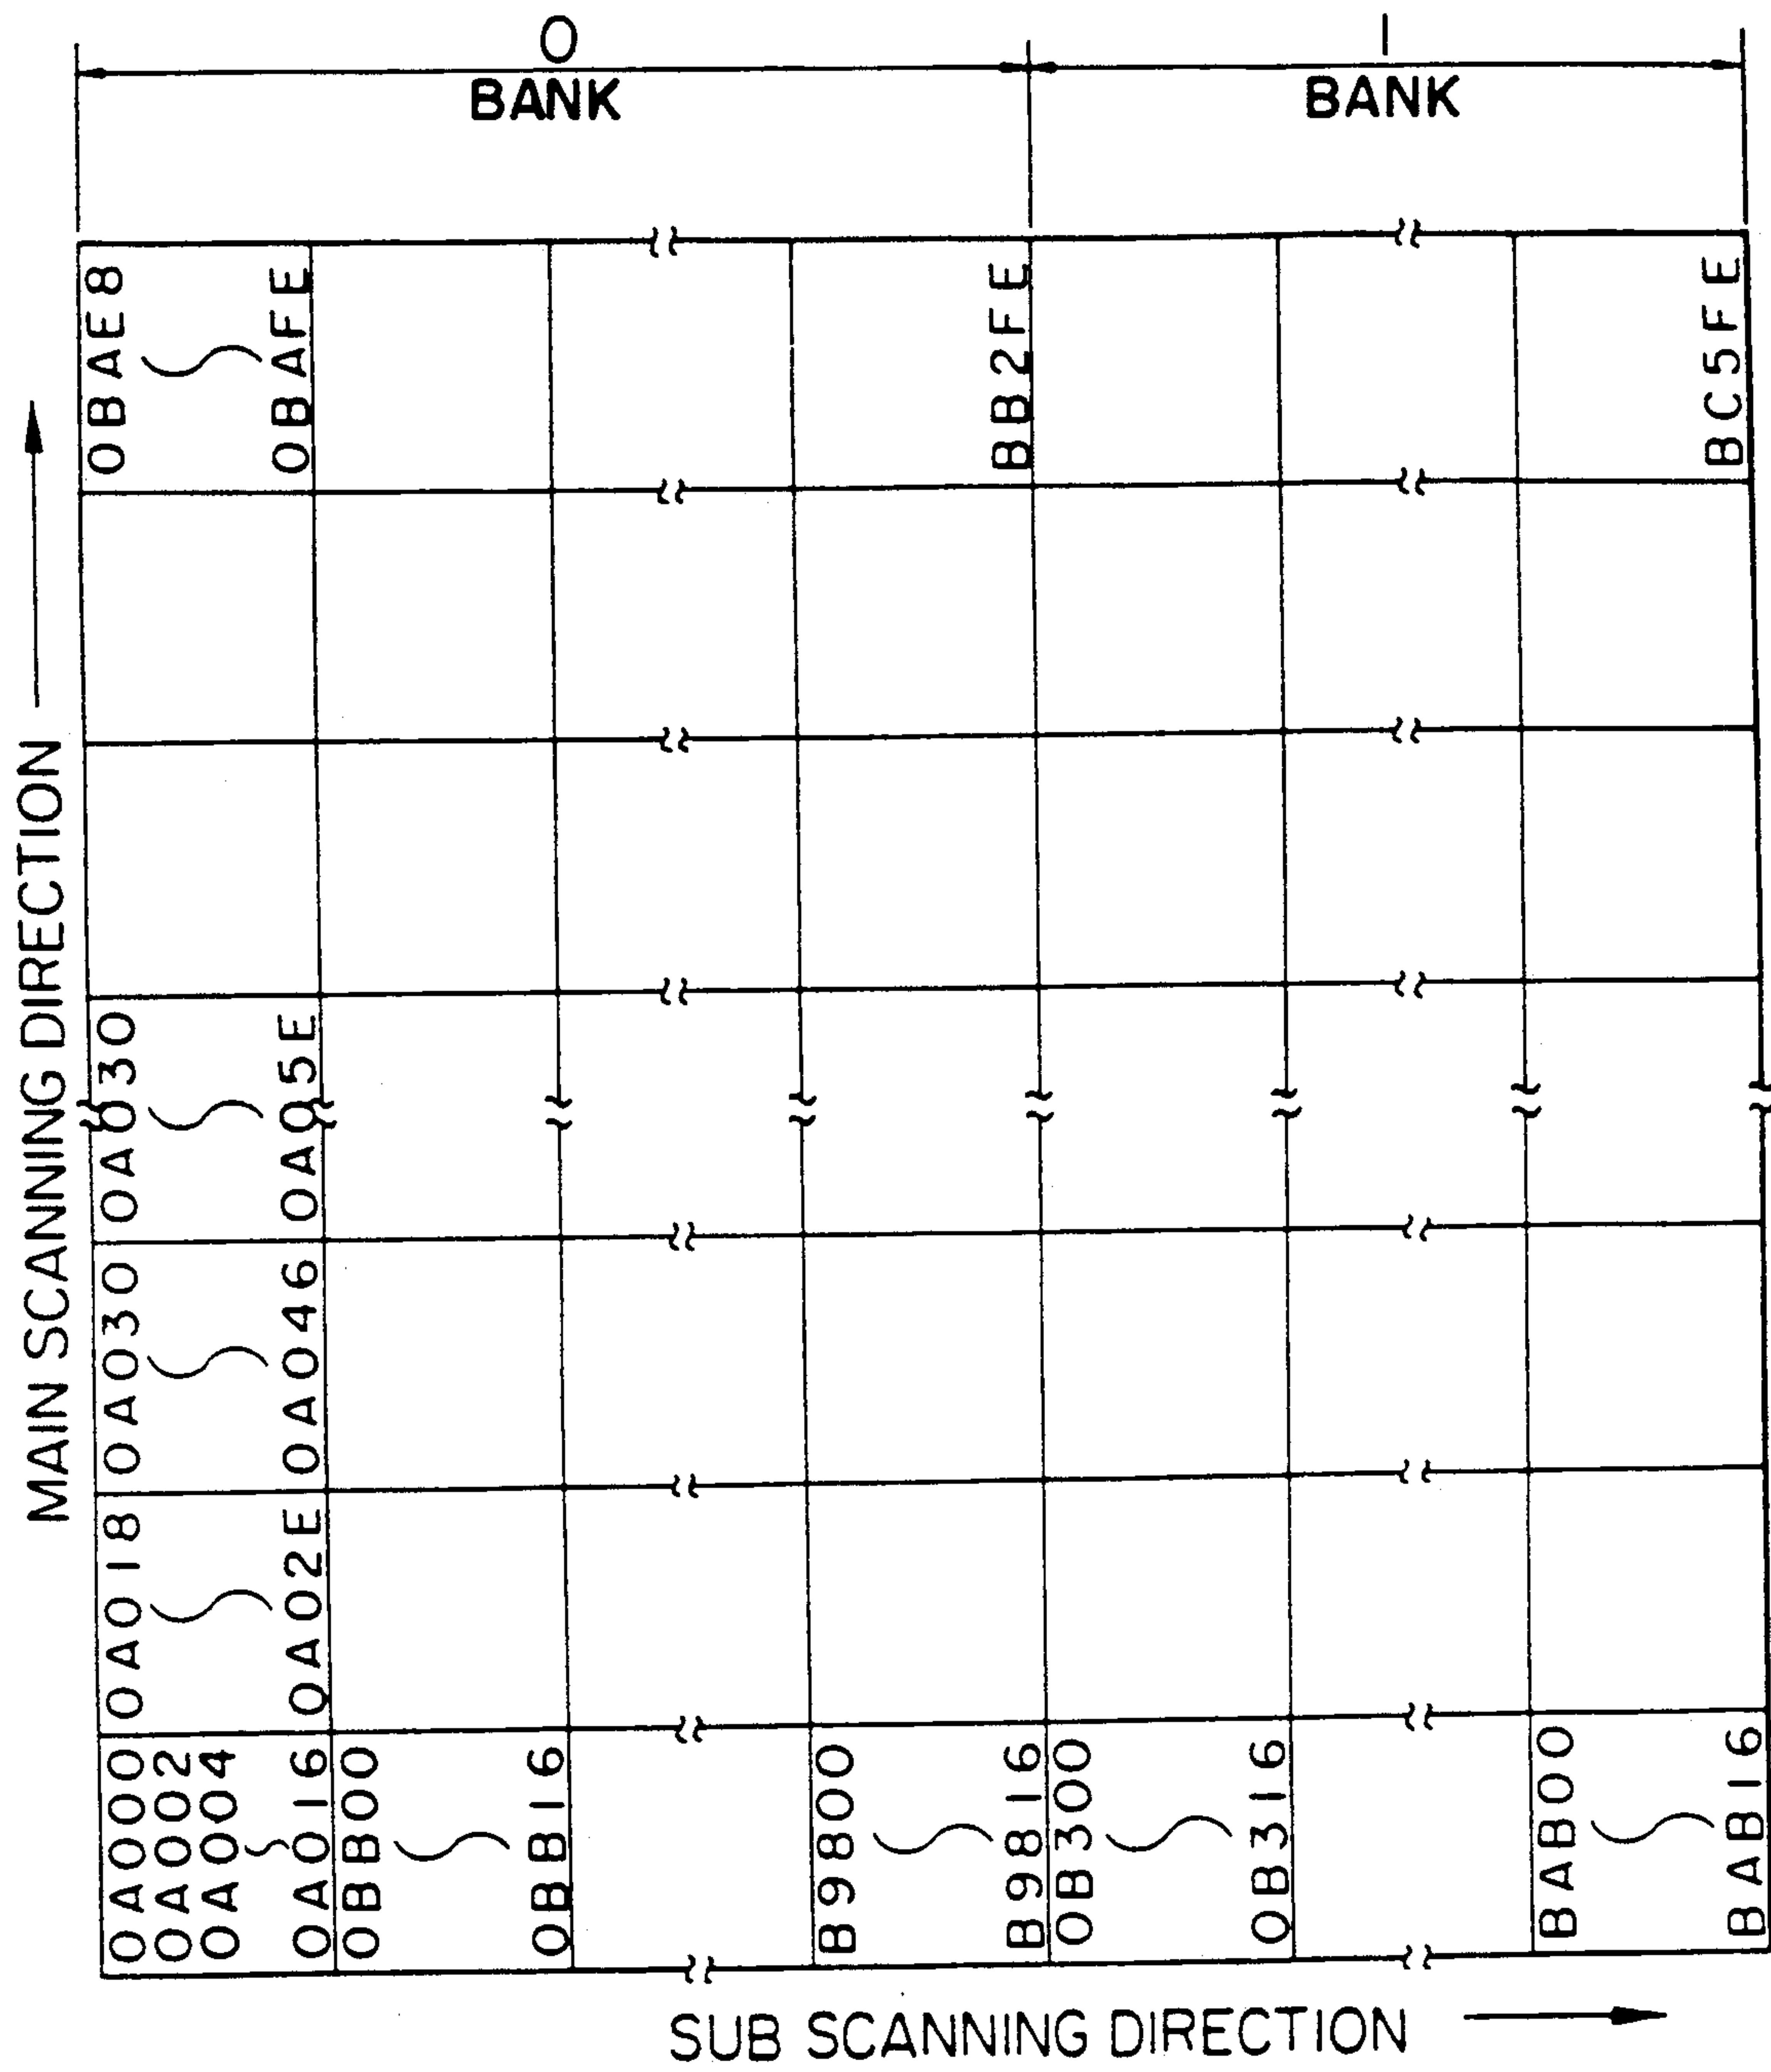 0
BANK
1
BANK
MAIN SCANNING DIRECTION
0BAE8
0BAFE
BB2FE
BC5FE
0A030
0A05E
0A030
0A046
0A018
0A02E
0A000
0A002
0A004
0A016
0BB00
0BB16
B9800
B9816
0B300
0B316
BAB00
BAB16
SUB SCANNING DIRECTION